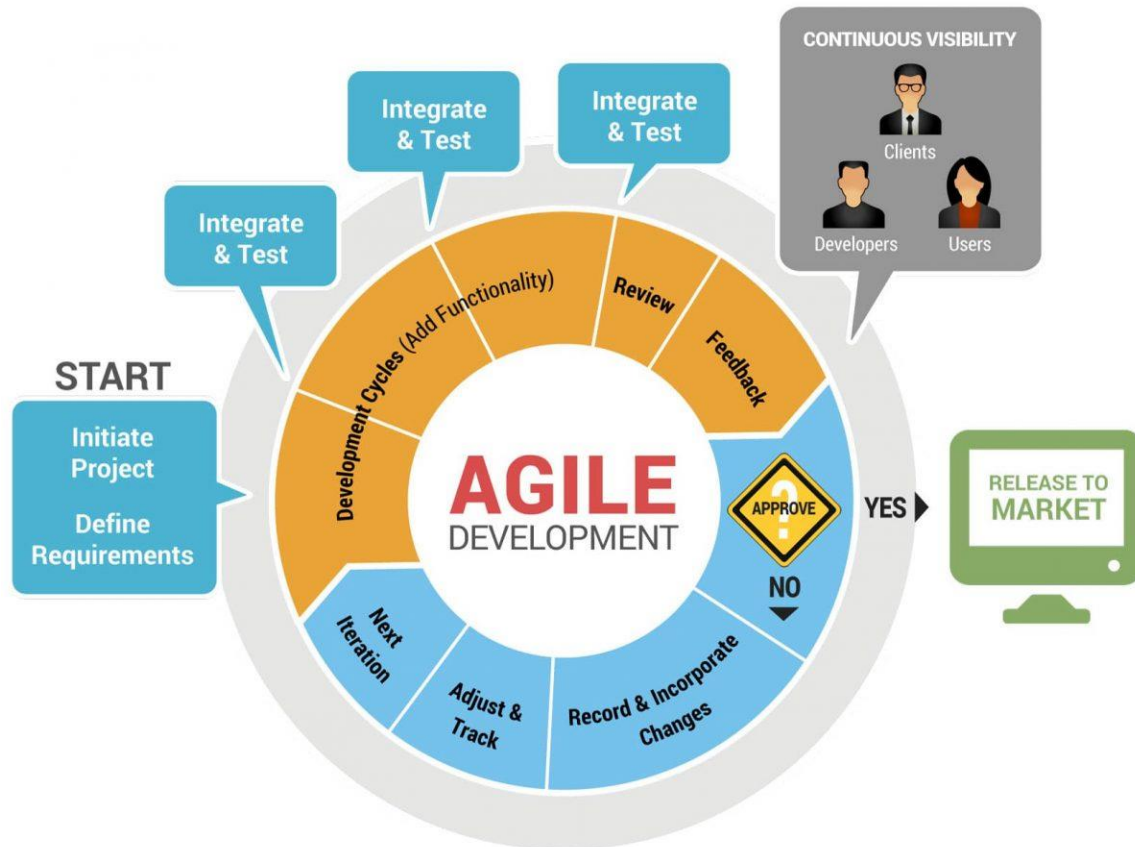 START
Initiate
Project
Define
Requirements
Integrate
& Test
Integrate
& Test
Integrate
& Test
CONTINUOUS VISIBILITY
Clients
Developers
Users
Development Cycles (Add Functionality)
Review
Feedback
?
APPROVE
YES
NO
RELEASE TO
MARKET
Record & Incorporate
Changes
Adjust &
Track
Next
Iteration
AGILE
DEVELOPMENT